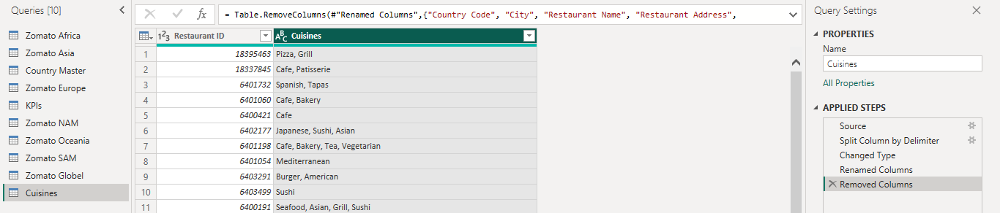 Queries [10]
Zomato Africa
Zomato Asia
Country Master
Zomato Europe
KPIs
Zomato NAM
Zomato Oceania
Zomato SAM
Zomato Globel
Cuisines
fx = Table.RemoveColumns(#"Renamed Columns",{"Country Code", "City", "Restaurant Name", "Restaurant Address",
123 Restaurant ID ABC Cuisines
1 18395463 Pizza, Grill
2 18337845 Cafe, Patisserie
3 6401732 Spanish, Tapas
4 6401060 Cafe, Bakery
5 6400421 Cafe
6 6402177 Japanese, Sushi, Asian
7 6401198 Cafe, Bakery, Tea, Vegetarian
8 6401054 Mediterranean
9 6403291 Burger, American
10 6403499 Sushi
11 6400191 Seafood, Asian, Grill, Sushi
Query Settings
PROPERTIES
Name
Cuisines
All Properties
APPLIED STEPS
Source
Split Column by Delimiter
Changed Type
Renamed Columns
Removed Columns